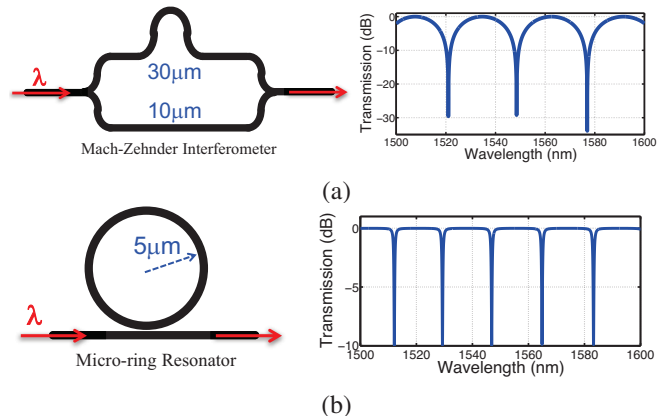 λ
30μm
10μm
Mach-Zehnder Interferometer
Transmission (dB)
0
−10
−20
−30
1500 1520 1540 1560 1580 1600
Wavelength (nm)
(a)
λ
5μm
Micro-ring Resonator
Transmission (dB)
0
−5
−10
1500 1520 1540 1560 1580 1600
Wavelength (nm)
(b)